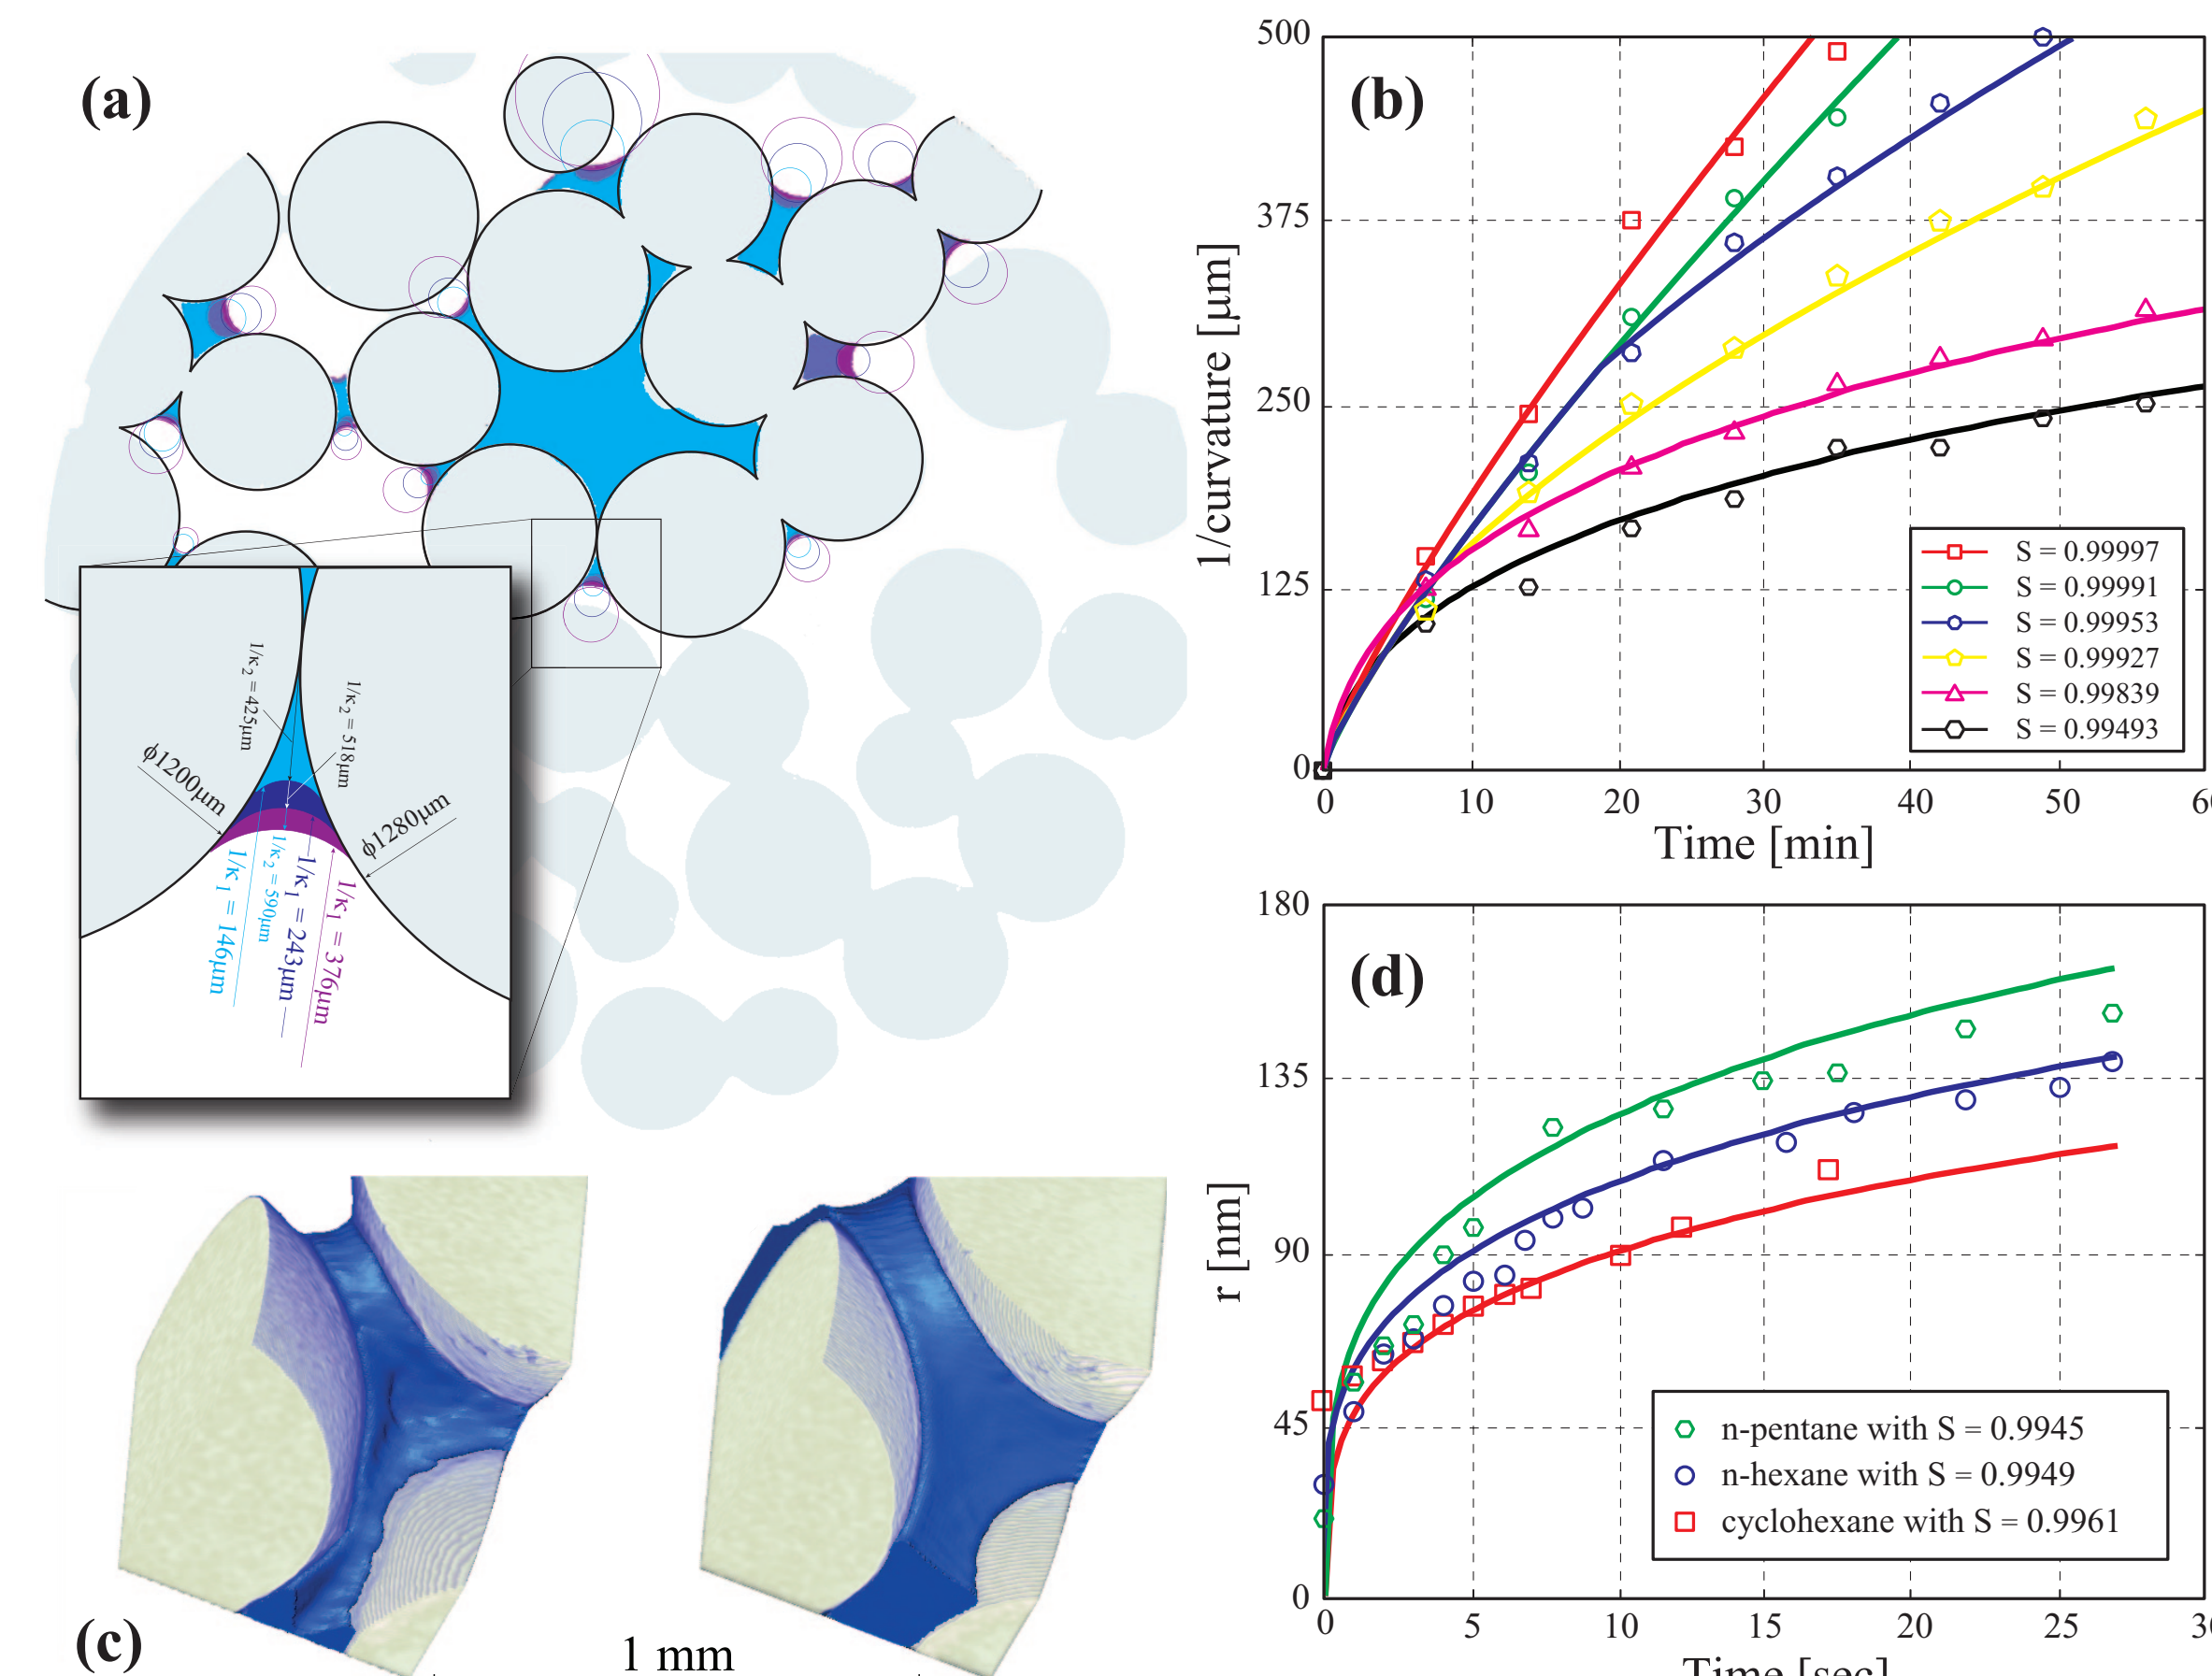 (a)
1/κ2 = 425μm
1/κ2 = 518μm
ϕ1200μm
ϕ1280μm
1/κ1 = 146μm
1/κ2 = 590μm
1/κ1 = 243μm
1/κ1 = 376μm
(b)
1/curvature [μm]
500
375
250
125
0
0 10 20 30 40 50
Time [min]
S = 0.99997
S = 0.99991
S = 0.99953
S = 0.99927
S = 0.99839
S = 0.99493
(c)
1 mm
(d)
r [nm]
180
135
90
45
0
0 5 10 15 20 25
Time [sec]
n-pentane with S = 0.9945
n-hexane with S = 0.9949
cyclohexane with S = 0.9961